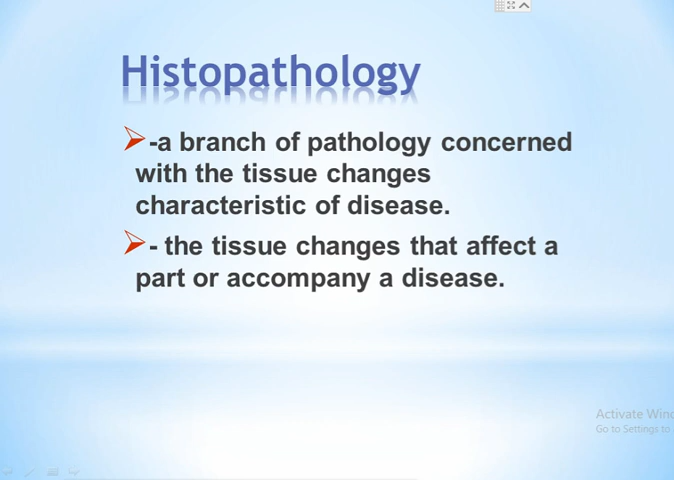 Histopathology
-a branch of pathology concerned
with the tissue changes
characteristic of disease.
- the tissue changes that affect a
part or accompany a disease.
Activate Wind
Go to Settings to